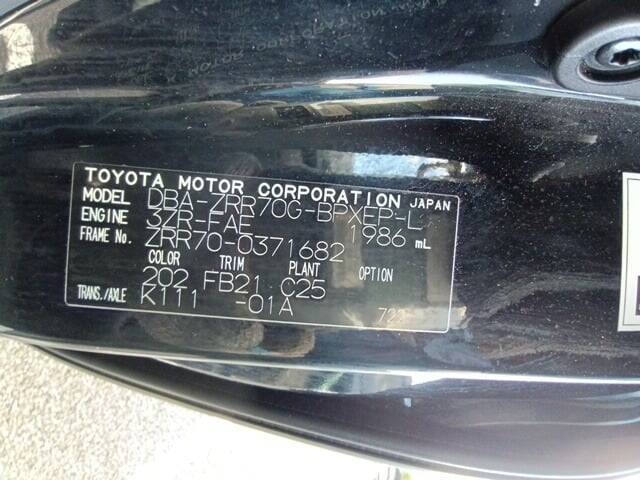 TOYOTA MOTOR CORPORATION JAPAN
MODEL DBA-ZRR70G-BPXEP-L
ENGINE 3ZR-FAE 1986 mL
FRAME No. ZRR70-0371682
COLOR TRIM PLANT OPTION
202 FB21 C25
TRANS./AXLE K111 -01A